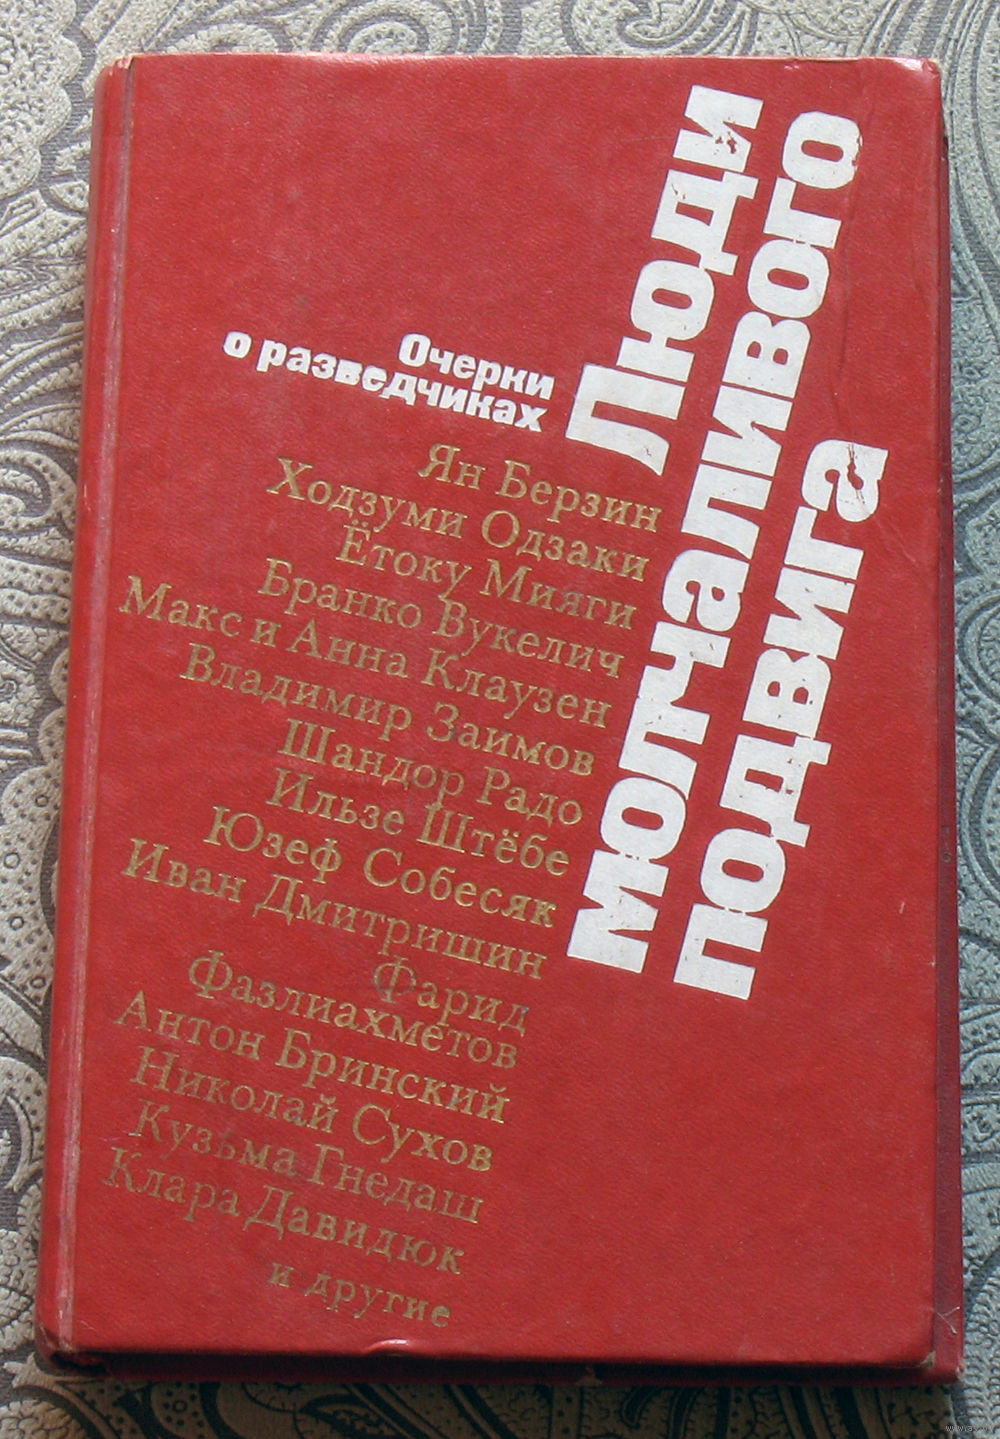 Люди
молчаливого
подвига
Очерки
о разведчиках
Ян Берзин
Ходзуми Одзаки
Ётоку Мияги
Бранко Вукелич
Макс и Анна Клаузен
Владимир Заимов
Шандор Радо
Ильзе Штёбе
Юзеф Собесяк
Иван Дмитришин
Фарид
Фазлиахметов
Антон Бринский
Николай Сухов
Кузьма Гнедаш
Клара Давидюк
и другие